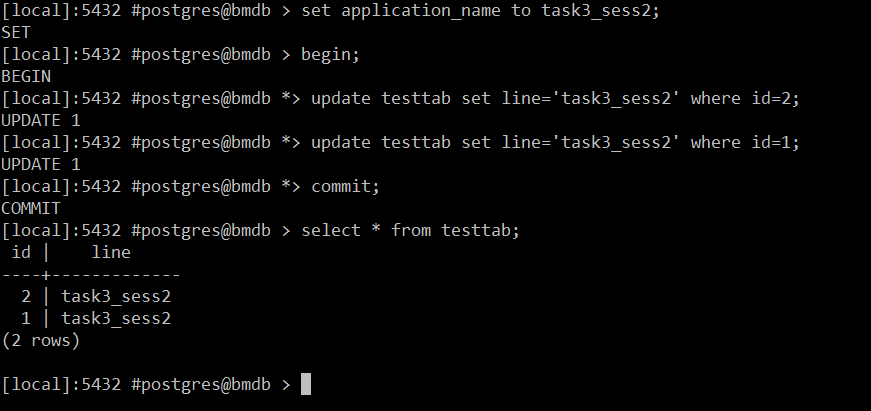 [local]:5432 #postgres@bmdb > set application_name to task3_sess2;
SET
[local]:5432 #postgres@bmdb > begin;
BEGIN
[local]:5432 #postgres@bmdb *> update testtab set line='task3_sess2' where id=2;
UPDATE 1
[local]:5432 #postgres@bmdb *> update testtab set line='task3_sess2' where id=1;
UPDATE 1
[local]:5432 #postgres@bmdb *> commit;
COMMIT
[local]:5432 #postgres@bmdb > select * from testtab;
 id |    line
----+-------------
  2 | task3_sess2
  1 | task3_sess2
(2 rows)

[local]:5432 #postgres@bmdb >